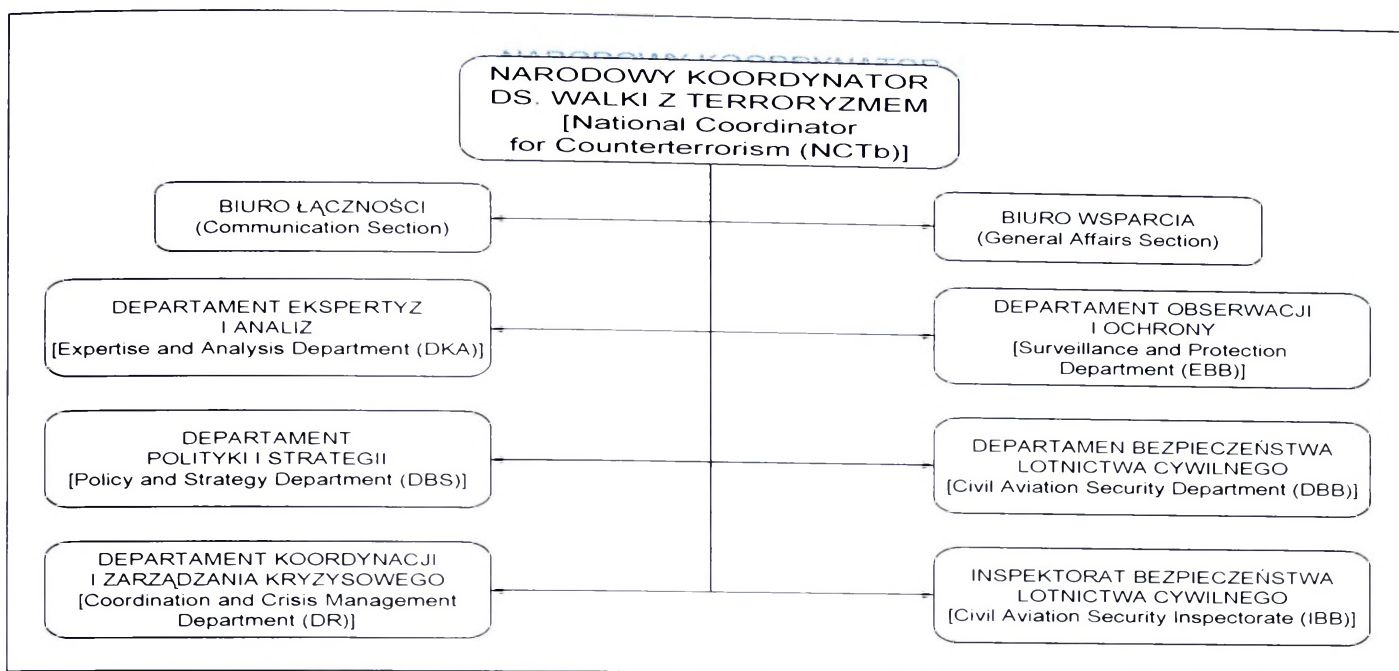 NARODOWY KOORDYNATOR
DS. WALKI Z TERRORYZMEM
[National Coordinator
for Counterterrorism (NCTb)]
BIURO ŁĄCZNOŚCI
(Communication Section)
BIURO WSPARCIA
(General Affairs Section)
DEPARTAMENT EKSPERTYZ
I ANALIZ
[Expertise and Analysis Department (DKA)]
DEPARTAMENT OBSERWACJI
I OCHRONY
[Surveillance and Protection
Department (EBB)]
DEPARTAMENT
POLITYKI I STRATEGII
[Policy and Strategy Department (DBS)]
DEPARTAMEN BEZPIECZEŃSTWA
LOTNICTWA CYWILNEGO
[Civil Aviation Security Department (DBB)]
DEPARTAMENT KOORDYNACJI
I ZARZĄDZANIA KRYZYSOWEGO
[Coordination and Crisis Management
Department (DR)]
INSPEKTORAT BEZPIECZEŃSTWA
LOTNICTWA CYWILNEGO
[Civil Aviation Security Inspectorate (IBB)]